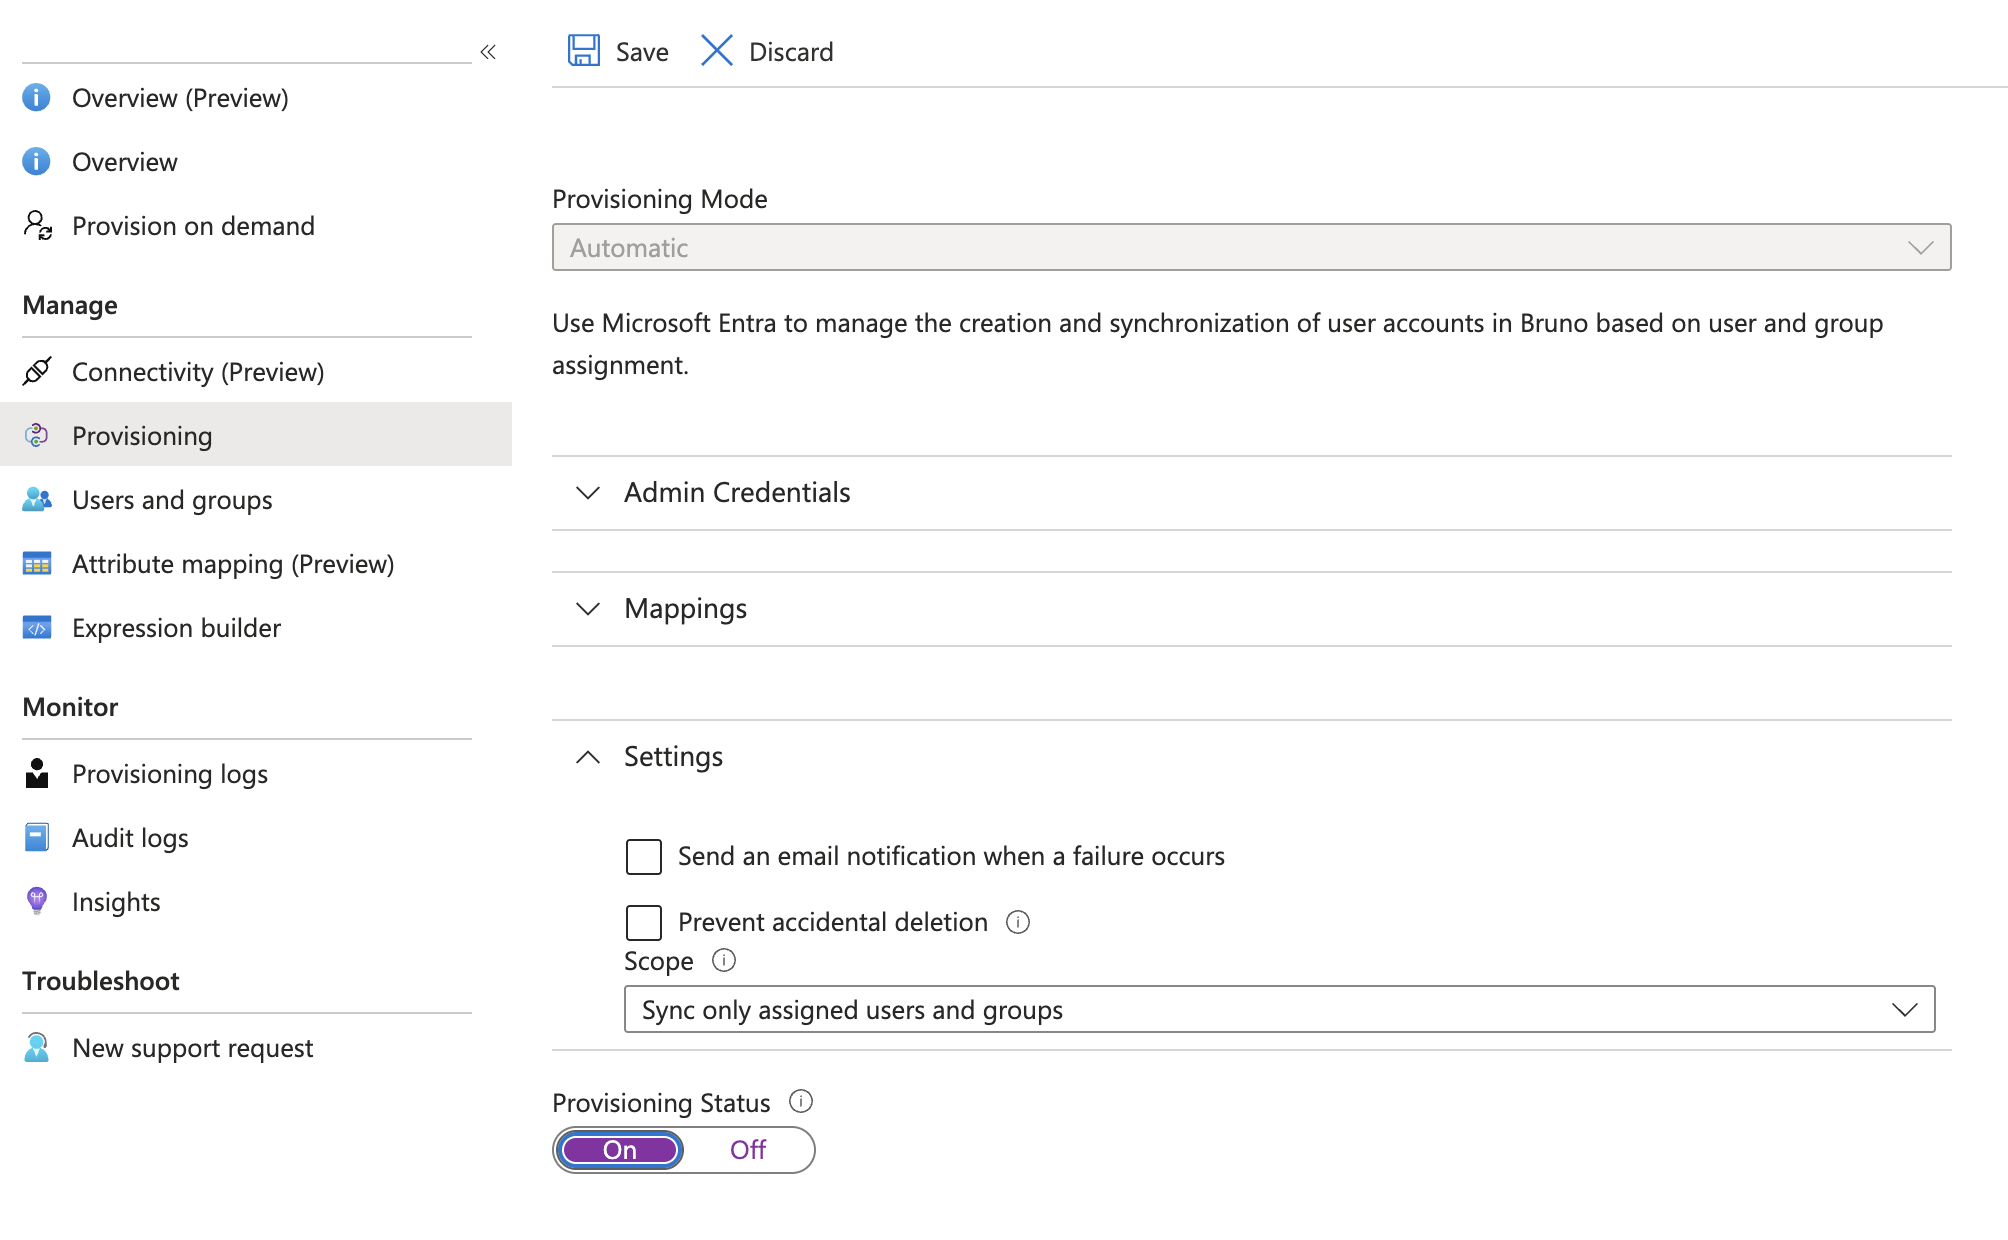 Overview (Preview)
Overview
Provision on demand
Manage
Connectivity (Preview)
Provisioning
Users and groups
Attribute mapping (Preview)
Expression builder
Monitor
Provisioning logs
Audit logs
Insights
Troubleshoot
New support request
Save Discard
Provisioning Mode
Automatic
Use Microsoft Entra to manage the creation and synchronization of user accounts in Bruno based on user and group
assignment.
Admin Credentials
Mappings
Settings
Send an email notification when a failure occurs
Prevent accidental deletion
Scope
Sync only assigned users and groups
Provisioning Status
On Off